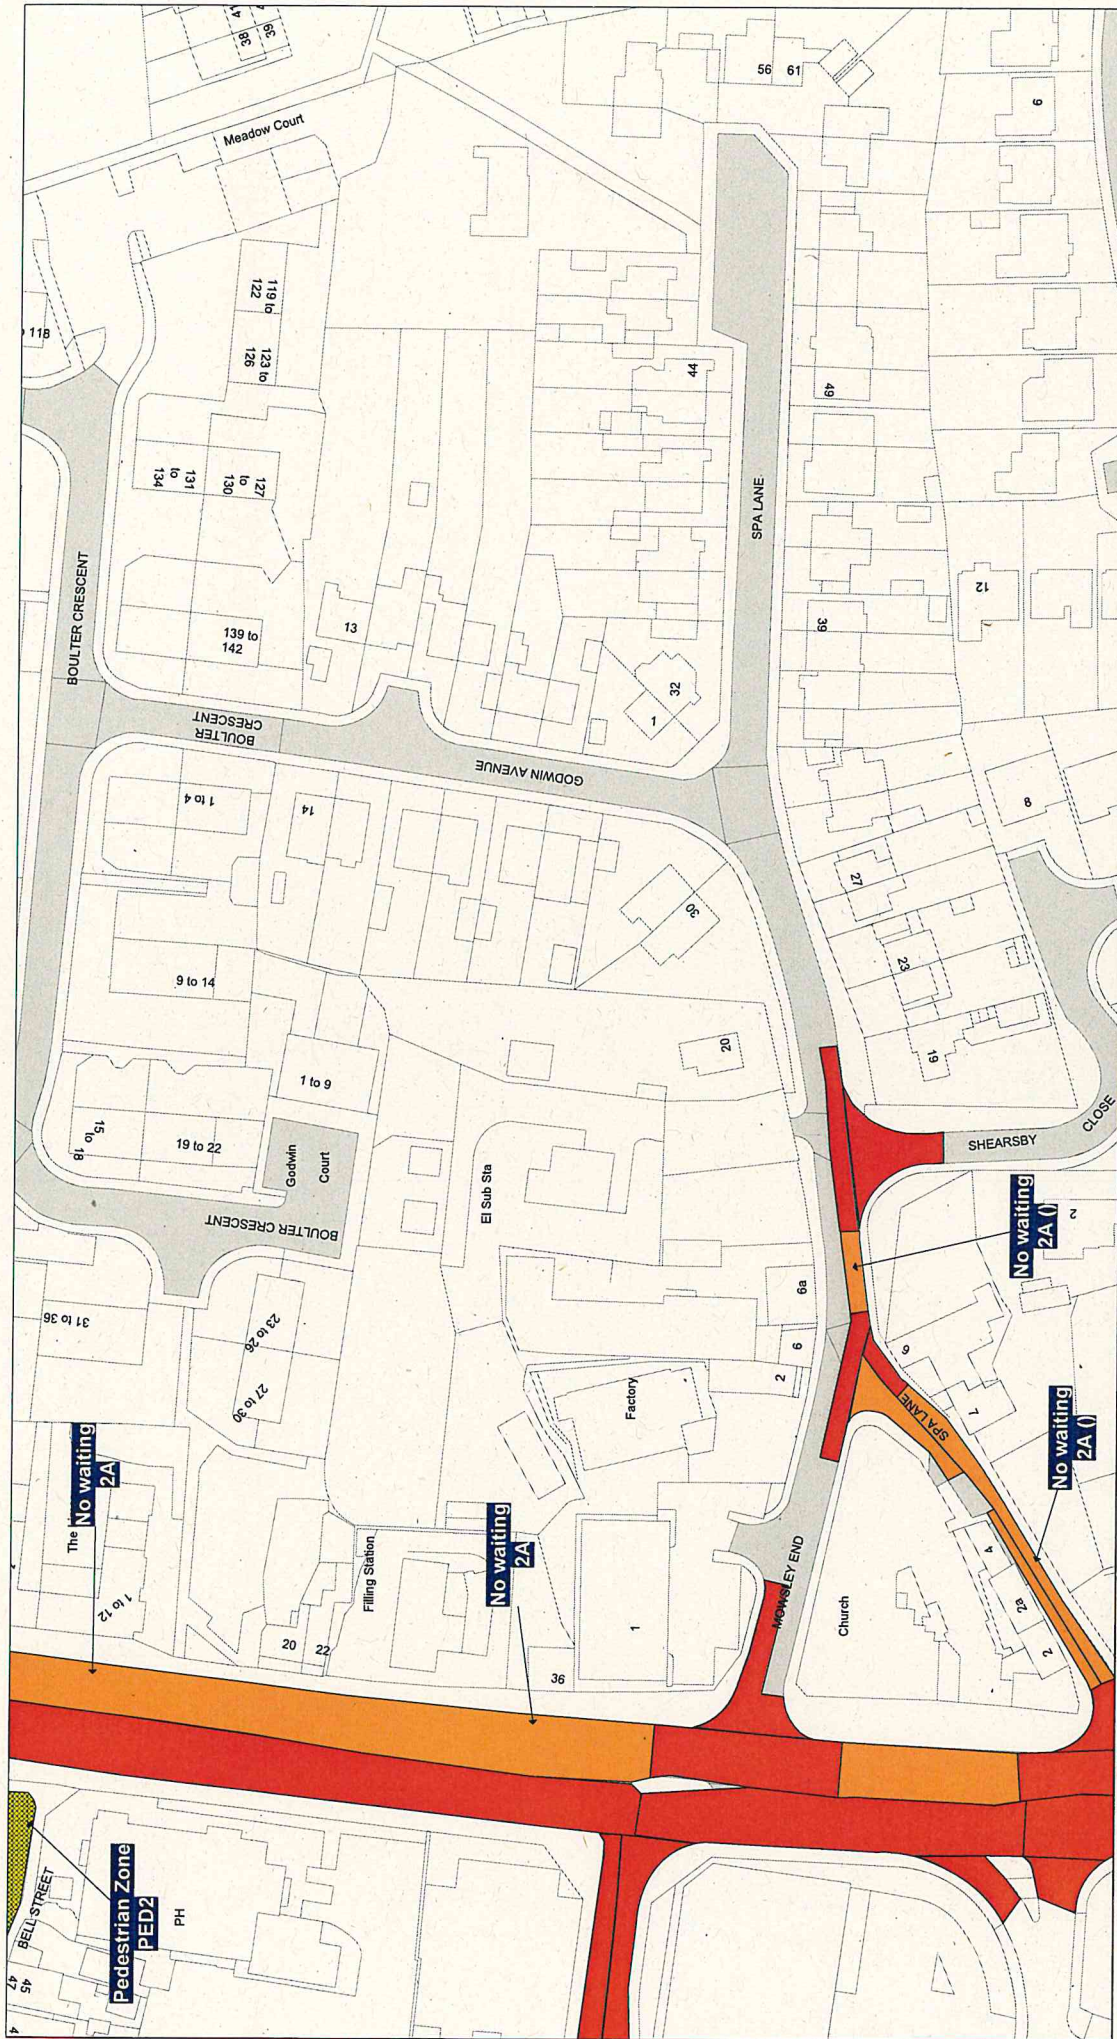 38
39
Meadow Court
56
61
6
119 to
122
118
123 to
126
44
49
131
to
134
127
to
130
SPA LANE
BOULTER CRESCENT
12
139 to
142
13
39
32
1
BOULTER
CRESCENT
GODWIN AVENUE
1 to 4
14
8
27
30
23
9 to 14
20
19
1 to 9
15
to
18
19 to 22
Godwin
Court
SHEARSBY
CLOSE
El Sub Sta
BOULTER CRESCENT
No waiting
2A ()
2
6a
31 to 36
23 to 26
6
9
2
27 to 30
Factory
7
SPA LANE
No waiting
2A
No waiting
2A ()
The
No waiting
2A
Filling Station
MOWSLEY END
4
Church
2a
1 to 12
1
20
22
2
36
BELL STREET
Pedestrian Zone
PED2
PH
45
47
4